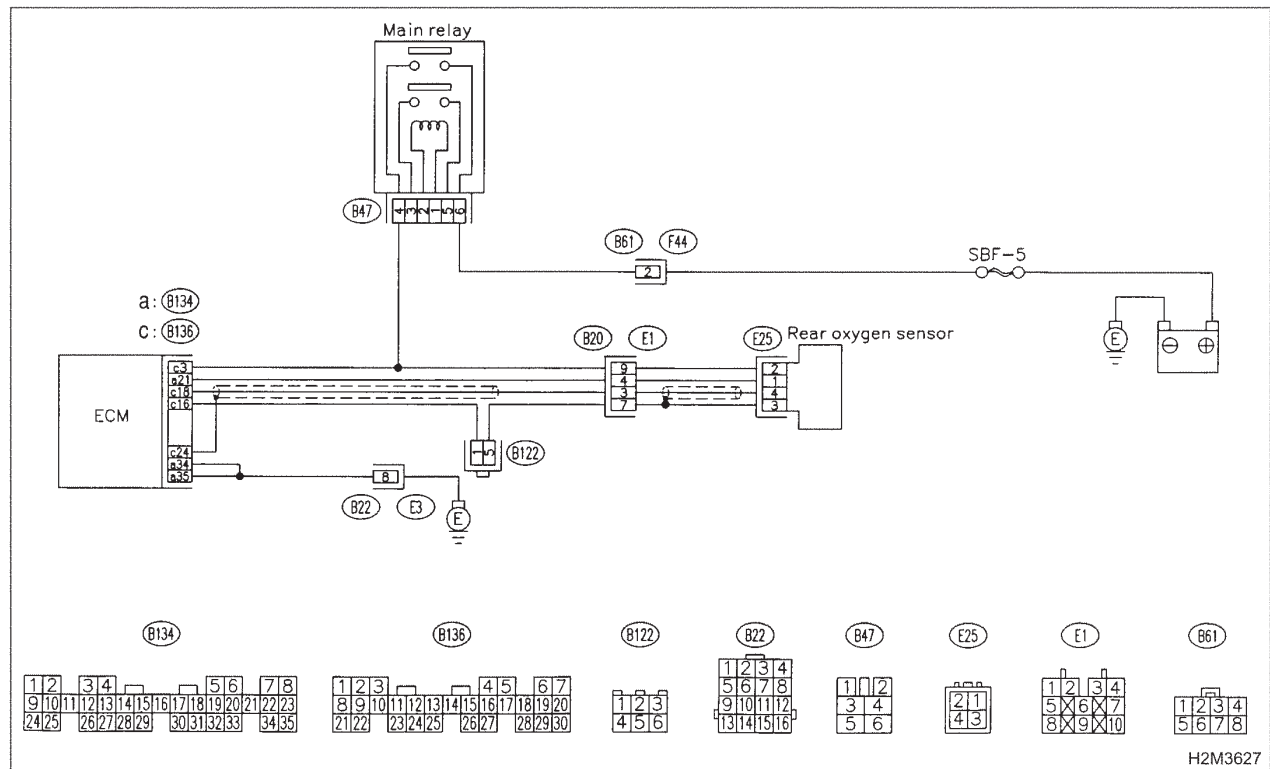 Main relay
B47
4 3 2 1 5 6
B61 F44
2
SBF-5
a: B134
c: B136
B20 E1
E25
Rear oxygen sensor
E
⊖ ⊕
ECM
c3
a21
c18
c16
c24
a34
a35
9
4
3
7
2
1
4
3
1 5
B122
8
B22 E3
E
B134
1 2 3 4 5 6 7 8
9 10 11 12 13 14 15 16 17 18 19 20 21 22 23
24 25 26 27 28 29 30 31 32 33 34 35
B136
1 2 3 4 5 6 7
8 9 10 11 12 13 14 15 16 17 18 19 20
21 22 23 24 25 26 27 28 29 30
B122
1 2 3
4 5 6
B22
1 2 3 4
5 6 7 8
9 10 11 12
13 14 15 16
B47
1 2
3 4
5 6
E25
2 1
4 3
E1
1 2 3 4
5 6 7
8 9 10
B61
1 2 3 4
5 6 7 8
H2M3627